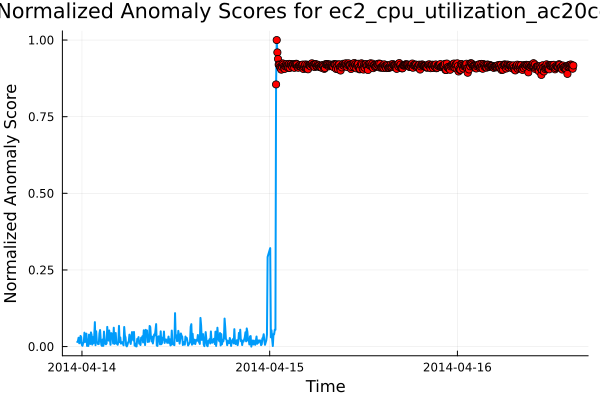 Normalized Anomaly Scores for ec2_cpu_utilization_ac20c
Normalized Anomaly Score
1.00
0.75
0.50
0.25
0.00
2014-04-14
2014-04-15
2014-04-16
Time